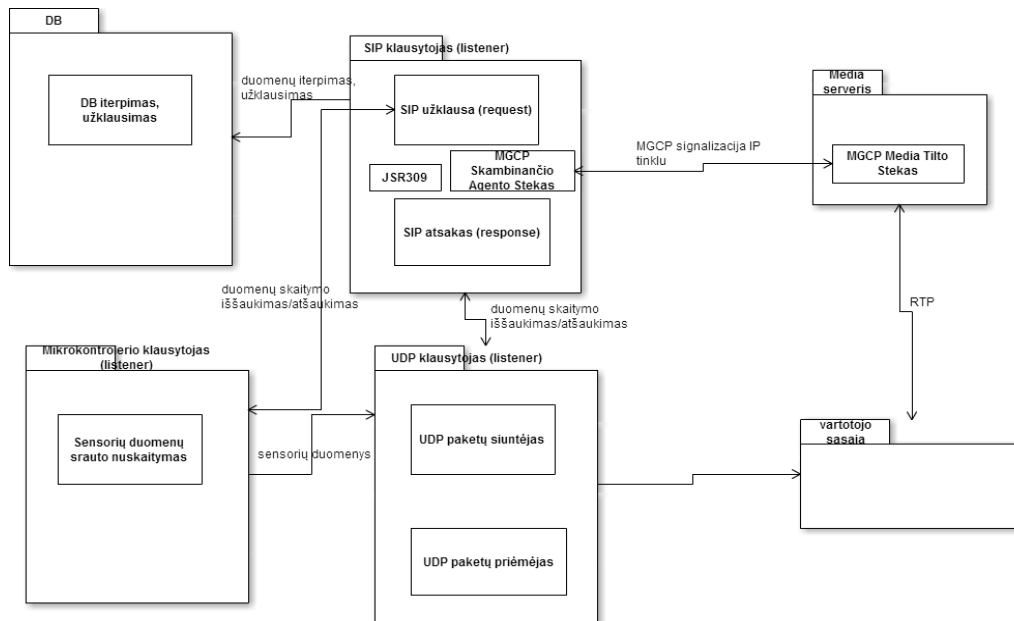 DB
DB iterpimas,
užklausimas
duomenų iterpimas,
užklausimas
SIP klausytojas (listener)
SIP užklausa (request)
JSR309
MGCP
Skambinančio
Agento Stekas
SIP atsakas (response)
MGCP signalizacija IP
tinklu
Media
serveris
MGCP Media Tilto
Stekas
duomenų skaitymo
iššaukimas/atšaukimas
duomenų skaitymo
iššaukimas/atšaukimas
RTP
Mikrokontrolerio klausytojas
(listener)
Sensorių duomenų
srauto nuskaitymas
sensorių duomenys
UDP klausytojas (listener)
UDP paketų siuntėjas
UDP paketų priėmėjas
vartotojo
sąsaja